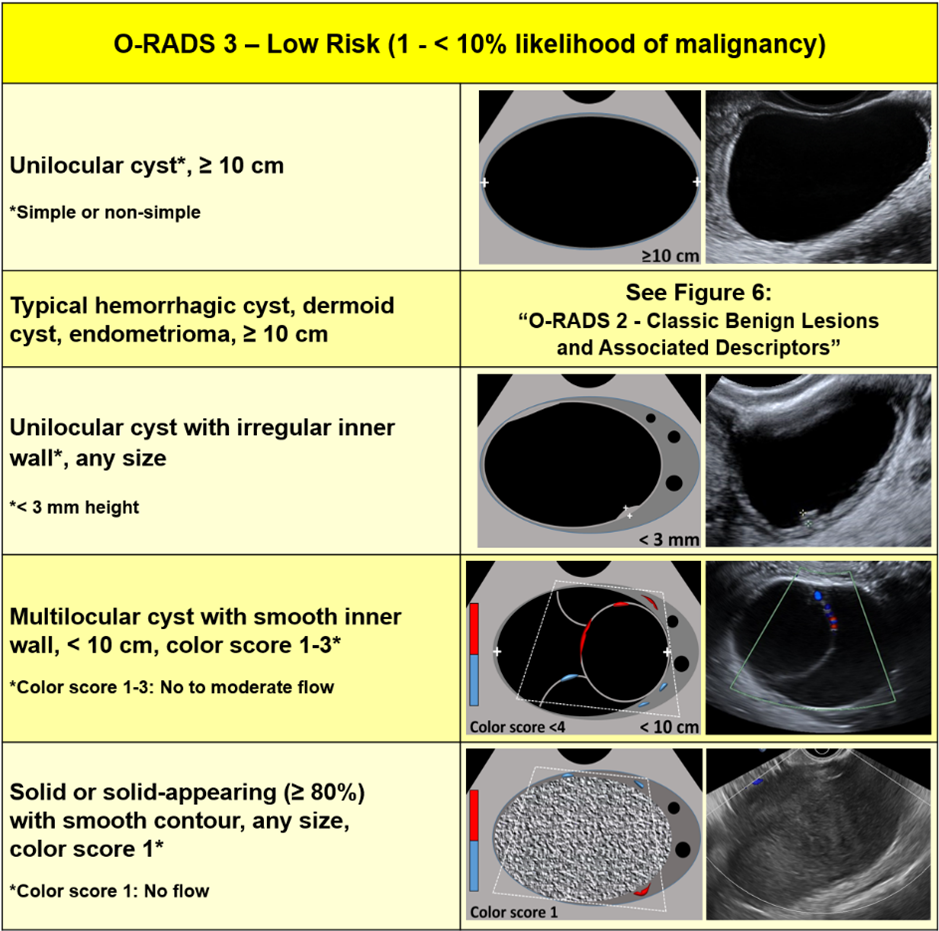 O-RADS 3 – Low Risk (1 - < 10% likelihood of malignancy)
Unilocular cyst*, ≥ 10 cm
*Simple or non-simple
≥10 cm
Typical hemorrhagic cyst, dermoid
cyst, endometrioma, ≥ 10 cm
See Figure 6:
“O-RADS 2 - Classic Benign Lesions
and Associated Descriptors”
Unilocular cyst with irregular inner
wall*, any size
*< 3 mm height
< 3 mm
Multilocular cyst with smooth inner
wall, < 10 cm, color score 1-3*
*Color score 1-3: No to moderate flow
Color score <4
< 10 cm
Solid or solid-appearing (≥ 80%)
with smooth contour, any size,
color score 1*
*Color score 1: No flow
Color score 1